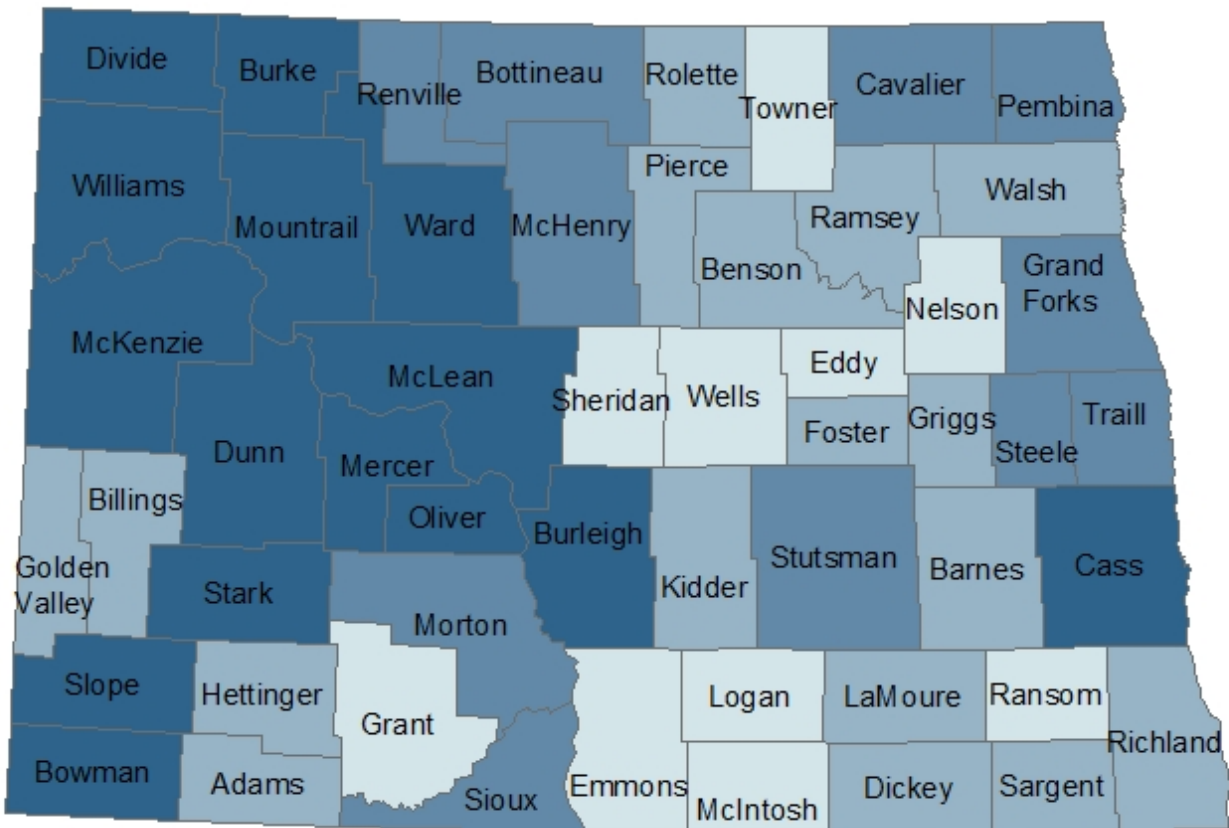 Divide
Burke
Renville
Bottineau
Rolette
Towner
Cavalier
Pembina
Williams
Mountrail
Ward
McHenry
Pierce
Benson
Ramsey
Walsh
Nelson
Grand
Forks
McKenzie
McLean
Sheridan
Wells
Eddy
Foster
Griggs
Steele
Traill
Dunn
Mercer
Oliver
Billings
Golden
Valley
Stark
Burleigh
Kidder
Stutsman
Barnes
Cass
Morton
Slope
Hettinger
Grant
Logan
LaMoure
Ransom
Richland
Bowman
Adams
Sioux
Emmons
McIntosh
Dickey
Sargent